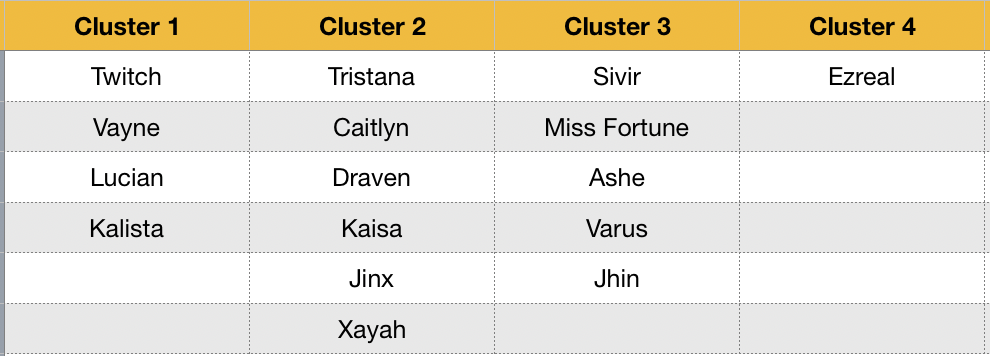 Cluster 1 Cluster 2 Cluster 3 Cluster 4
Twitch Tristana Sivir Ezreal
Vayne Caitlyn Miss Fortune
Lucian Draven Ashe
Kalista Kaisa Varus
Jinx Jhin
Xayah